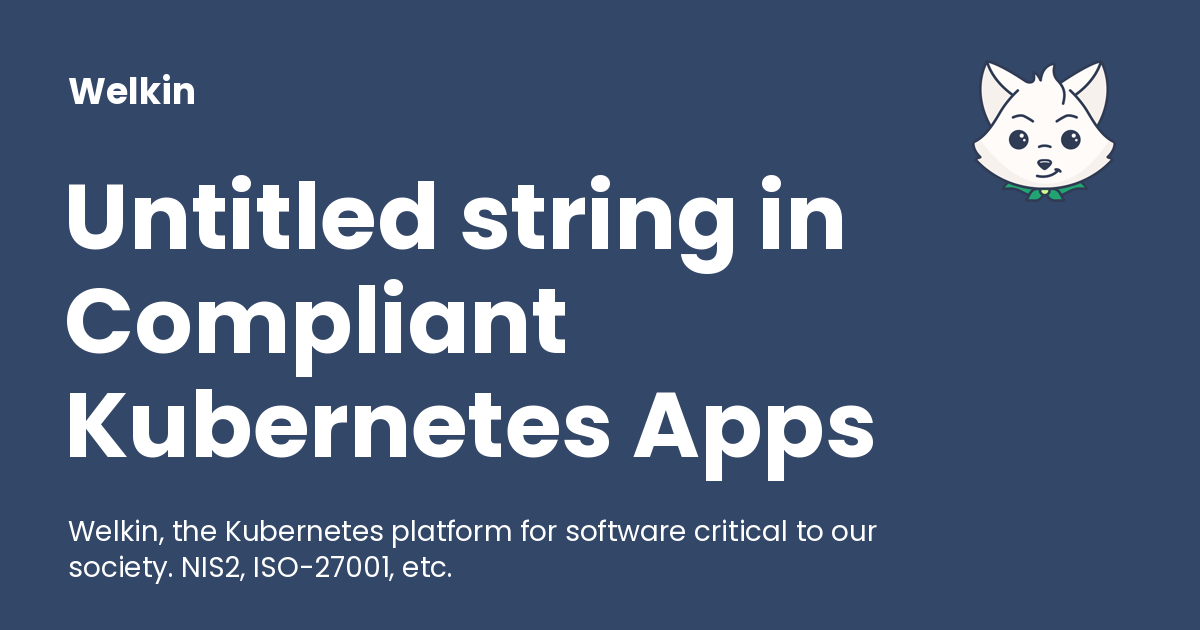 Welkin
Untitled string in
Compliant
Kubernetes Apps
Welkin, the Kubernetes platform for software critical to our
society. NIS2, ISO-27001, etc.